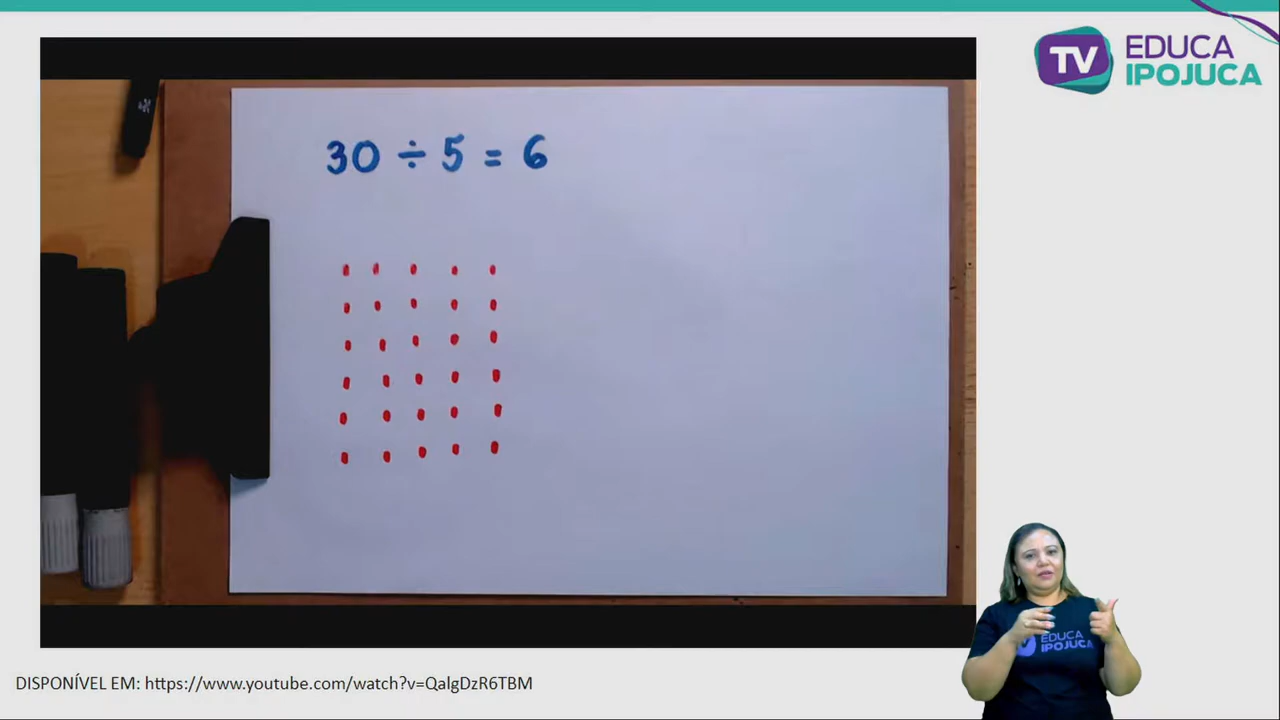 TV EDUCA
IPOJUCA
30 ÷ 5 = 6
EDUCA
IPOJUCA
DISPONÍVEL EM: https://www.youtube.com/watch?v=QalgDzR6TBM